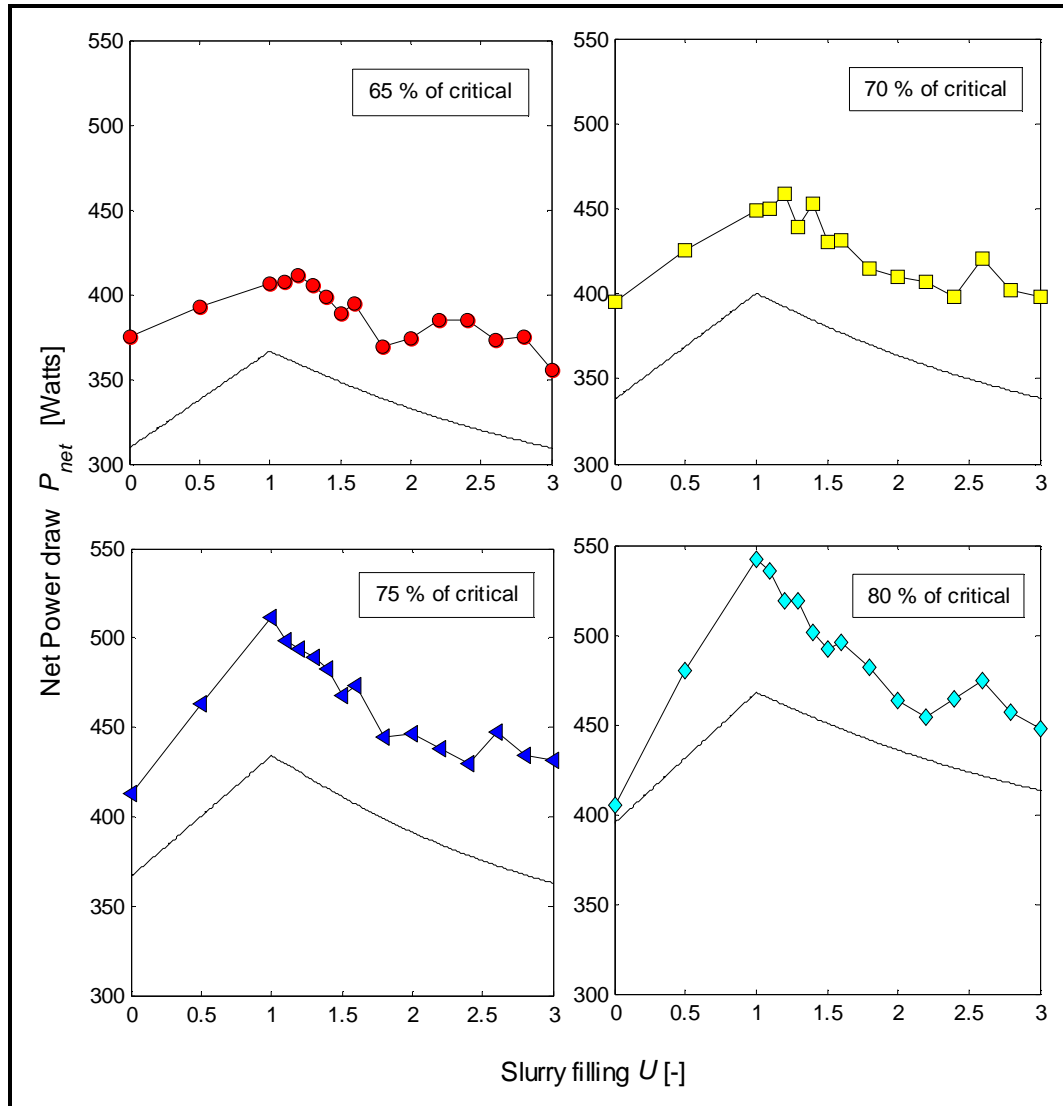 Net Power draw P_net [Watts]
65 % of critical
550
500
450
400
350
300
0 0.5 1 1.5 2 2.5 3
70 % of critical
550
500
450
400
350
300
0 0.5 1 1.5 2 2.5 3
75 % of critical
550
500
450
400
350
300
0 0.5 1 1.5 2 2.5 3
80 % of critical
550
500
450
400
350
300
0 0.5 1 1.5 2 2.5 3
Slurry filling U [-]